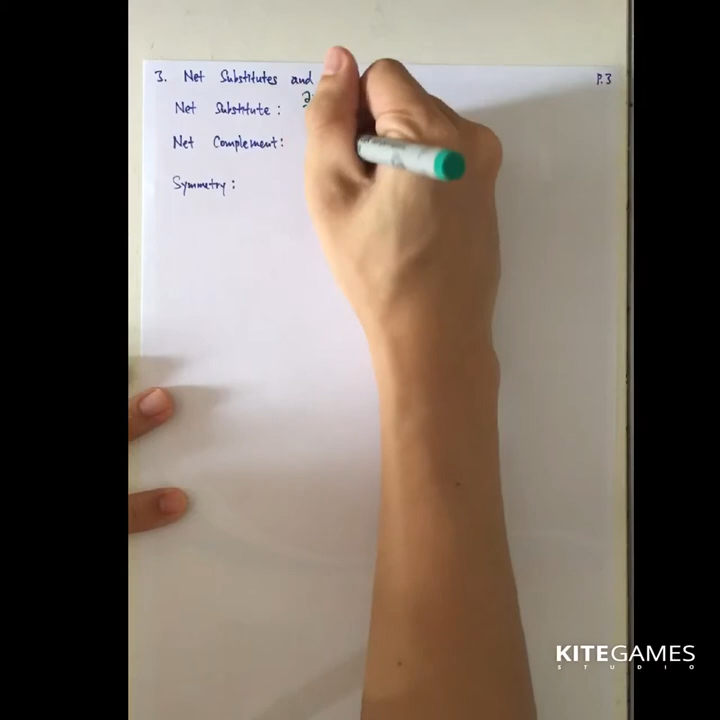 3. Net Substitutes and
P.3
Net Substitute :
Net Complement:
Symmetry :
KITEGAMES
STUDIO